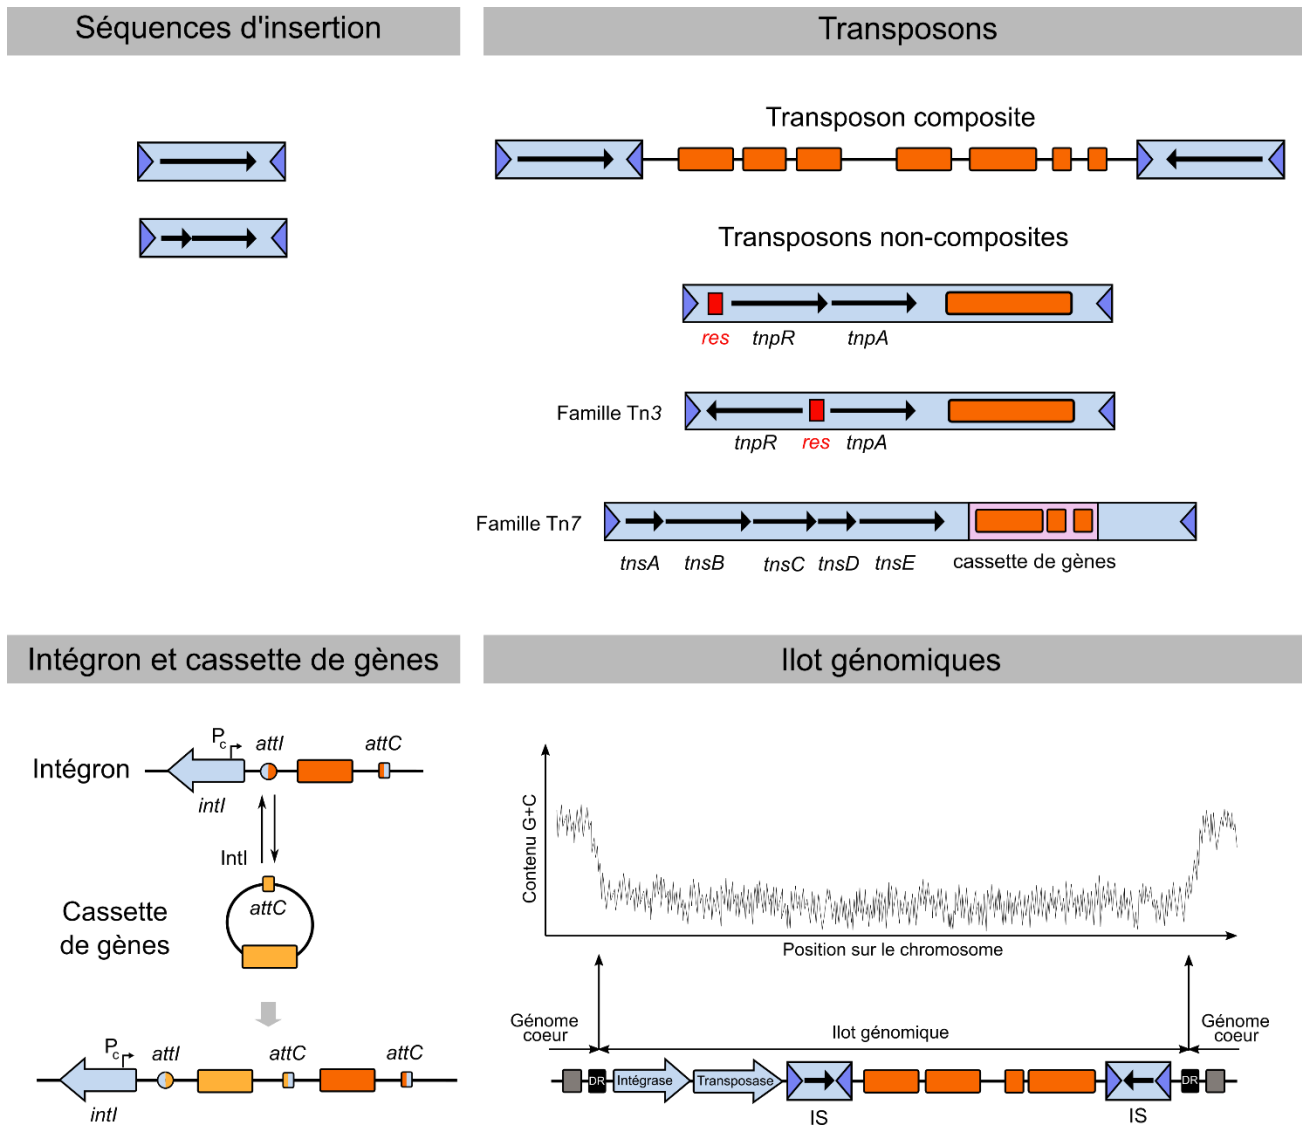 Séquences d'insertion
Transposons
Transposon composite
Transposons non-composites
res
tnpR
tnpA
Famille Tn3
tnpR
res
tnpA
Famille Tn7
tnsA
tnsB
tnsC
tnsD
tnsE
cassette de gènes
Intégron et cassette de gènes
Pc
attI
attC
Intégron
intI
IntI
attC
Cassette
de gènes
Pc
attI
attC
attC
intI
Ilot génomiques
Contenu G+C
Position sur le chromosome
Génome
coeur
Ilot génomique
Génome
coeur
DR
Intégrase
Transposase
DR
IS
IS